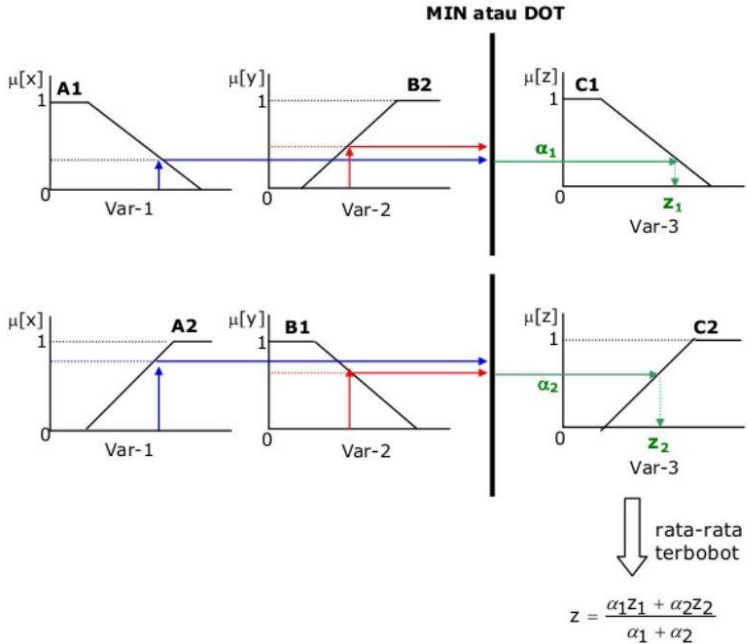 MIN atau DOT
μ[x] A1
1
0
Var-1
μ[y] B2
1
0
Var-2
μ[z] C1
1
α1
0
z1
Var-3
μ[x] A2
1
0
Var-1
μ[y] B1
1
0
Var-2
μ[z] C2
1
α2
0
z2
Var-3
rata-rata
terbobot
z = (α1z1 + α2z2) / (α1 + α2)